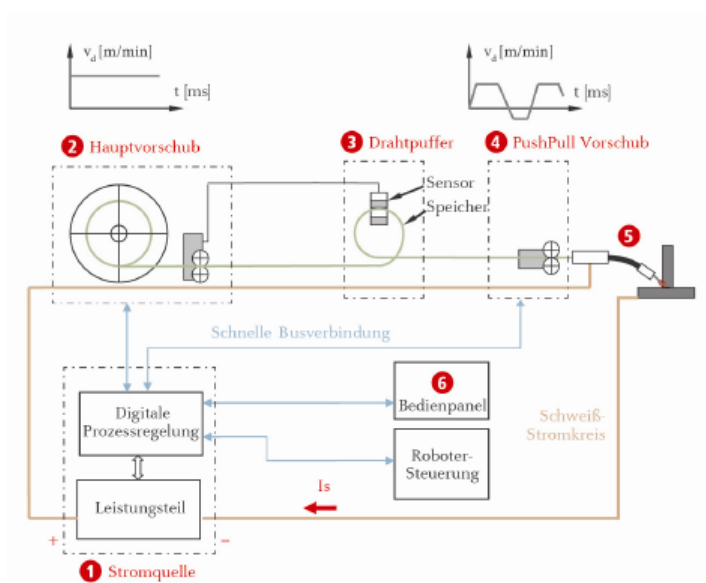 v_d [m/min]
t [ms]
v_d [m/min]
t [ms]
2 Hauptvorschub
3 Drahtpuffer
4 PushPull Vorschub
Sensor
Speicher
5
Schnelle Busverbindung
Digitale
Prozessregelung
6
Bedienpanel
Roboter-
Steuerung
Schweiß-
Stromkreis
Leistungsteil
Is
+
−
1 Stromquelle